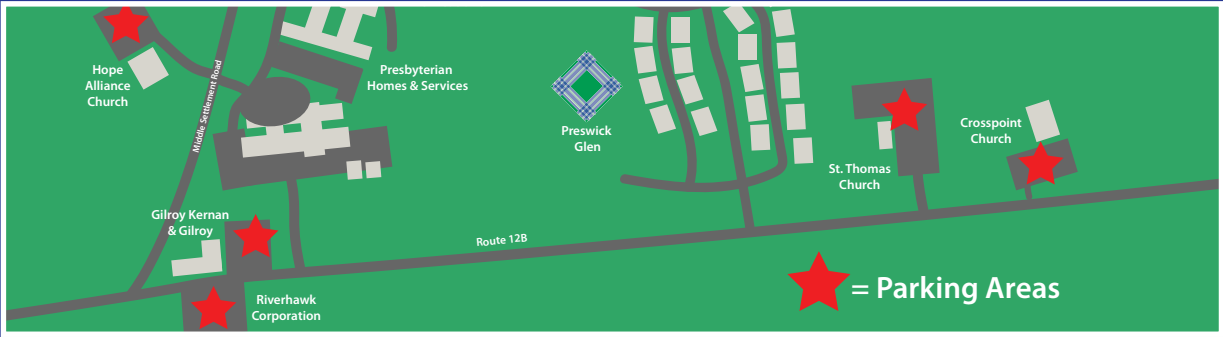 Hope
Alliance
Church
Middle Settlement Road
Presbyterian
Homes & Services
Preswick
Glen
St. Thomas
Church
Crosspoint
Church
Gilroy Kernan
& Gilroy
Route 12B
Riverhawk
Corporation
= Parking Areas